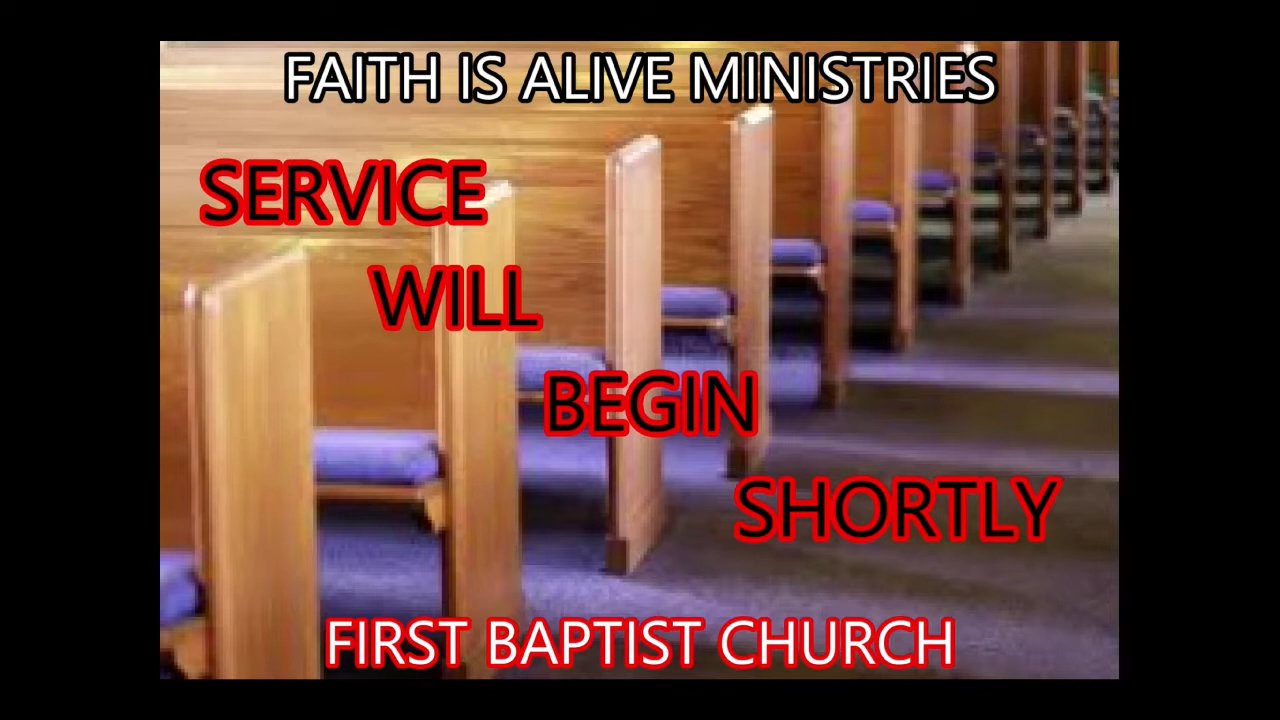 FAITH IS ALIVE MINISTRIES
SERVICE
WILL
BEGIN
SHORTLY
FIRST BAPTIST CHURCH